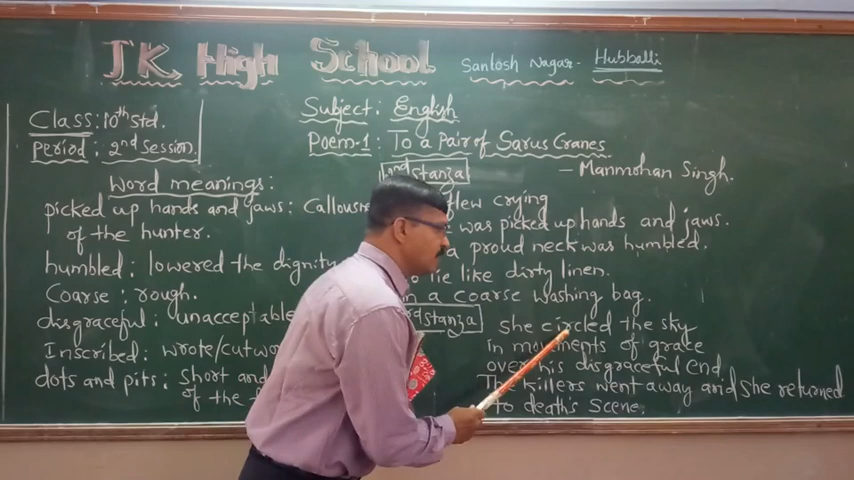 JK High School Santosh Nagar- Hubballi
Class: 10th Std.
Period: 2nd Session.
Subject: English
Poem-1: To a Pair of Sarus Cranes
- Manmohan Singh.
Word meanings:
picked up hands and jaws:
of the hunter.
humbled: lowered the dignity
Coarse: rough.
disgraceful: unacceptable
Inscribed: wrote/
dots and pits: short and
of the
stanza
flew crying
was picked up hands and jaws.
a proud neck was humbled.
to lie like dirty linen.
in a coarse washing bag.
stanza
She circled the sky
in movements of grace
over his disgraceful end
The killers went away and she returned
to death's scene.